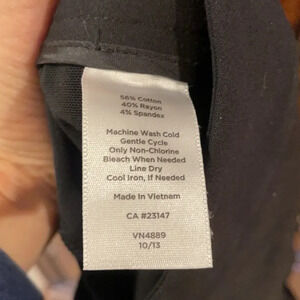 56% Cotton
40% Rayon
4% Spandex
Machine Wash Cold
Gentle Cycle
Only Non-Chlorine
Bleach When Needed
Line Dry
Cool Iron, If Needed
Made In Vietnam
CA #23147
VN4889
10/13